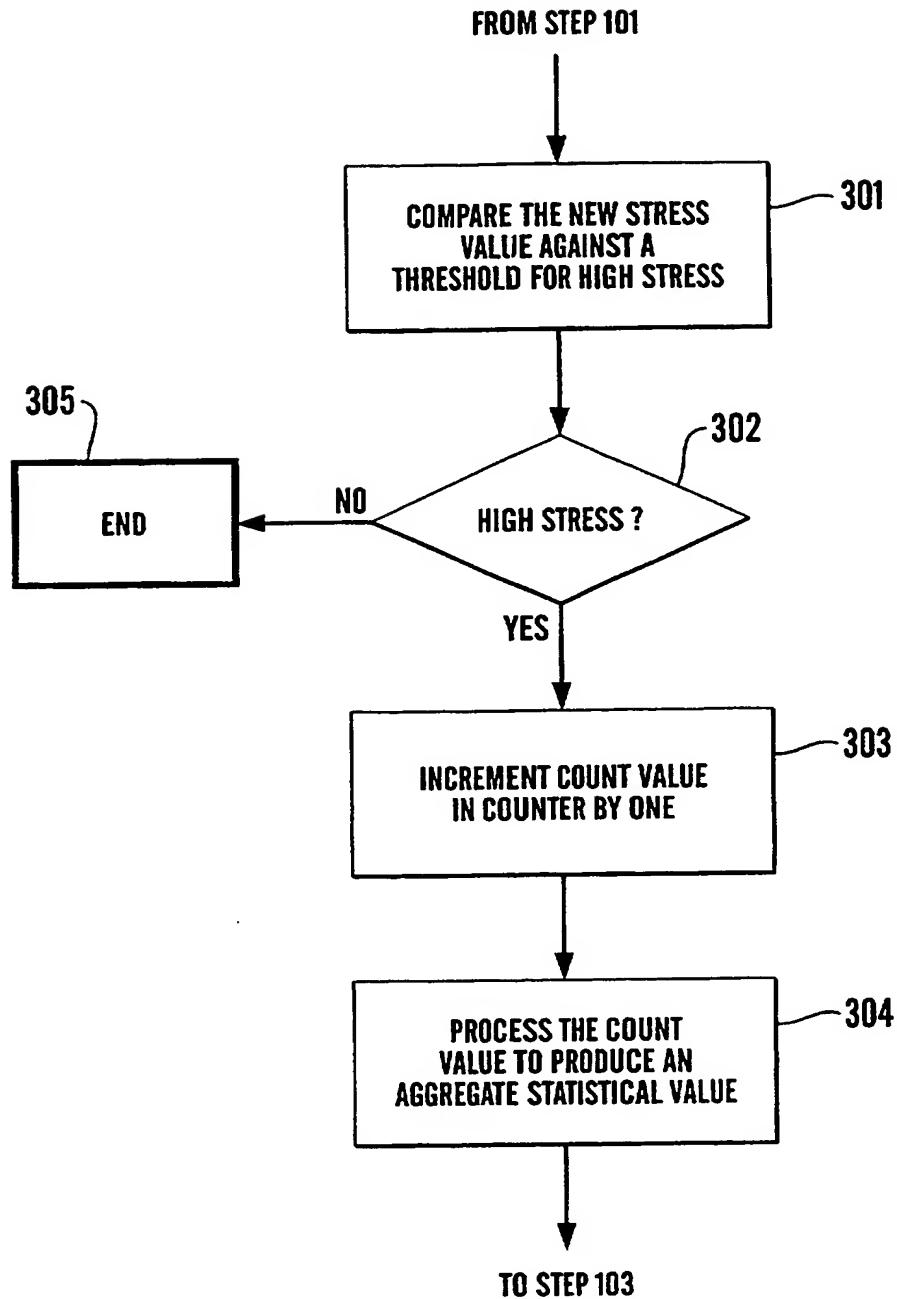 FROM STEP 101
COMPARE THE NEW STRESS
VALUE AGAINST A
THRESHOLD FOR HIGH STRESS
301
305
302
END
NO
HIGH STRESS ?
YES
INCREMENT COUNT VALUE
IN COUNTER BY ONE
303
PROCESS THE COUNT
VALUE TO PRODUCE AN
AGGREGATE STATISTICAL VALUE
304
TO STEP 103